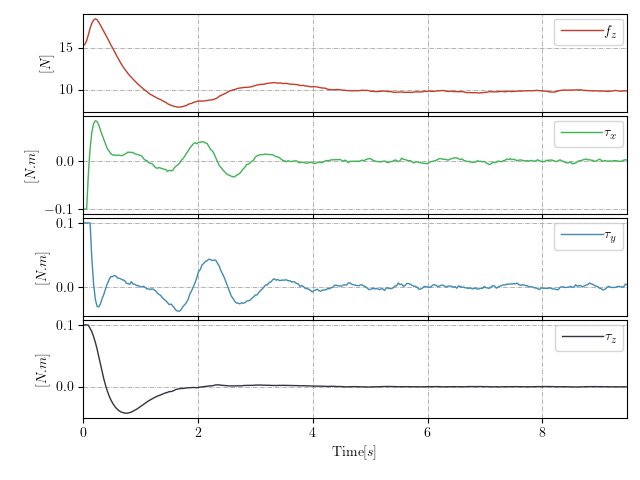 15
10
[N]
f_z
0.0
−0.1
[N.m]
τ_x
0.1
0.0
[N.m]
τ_y
0.1
0.0
[N.m]
τ_z
0 2 4 6 8
Time[s]